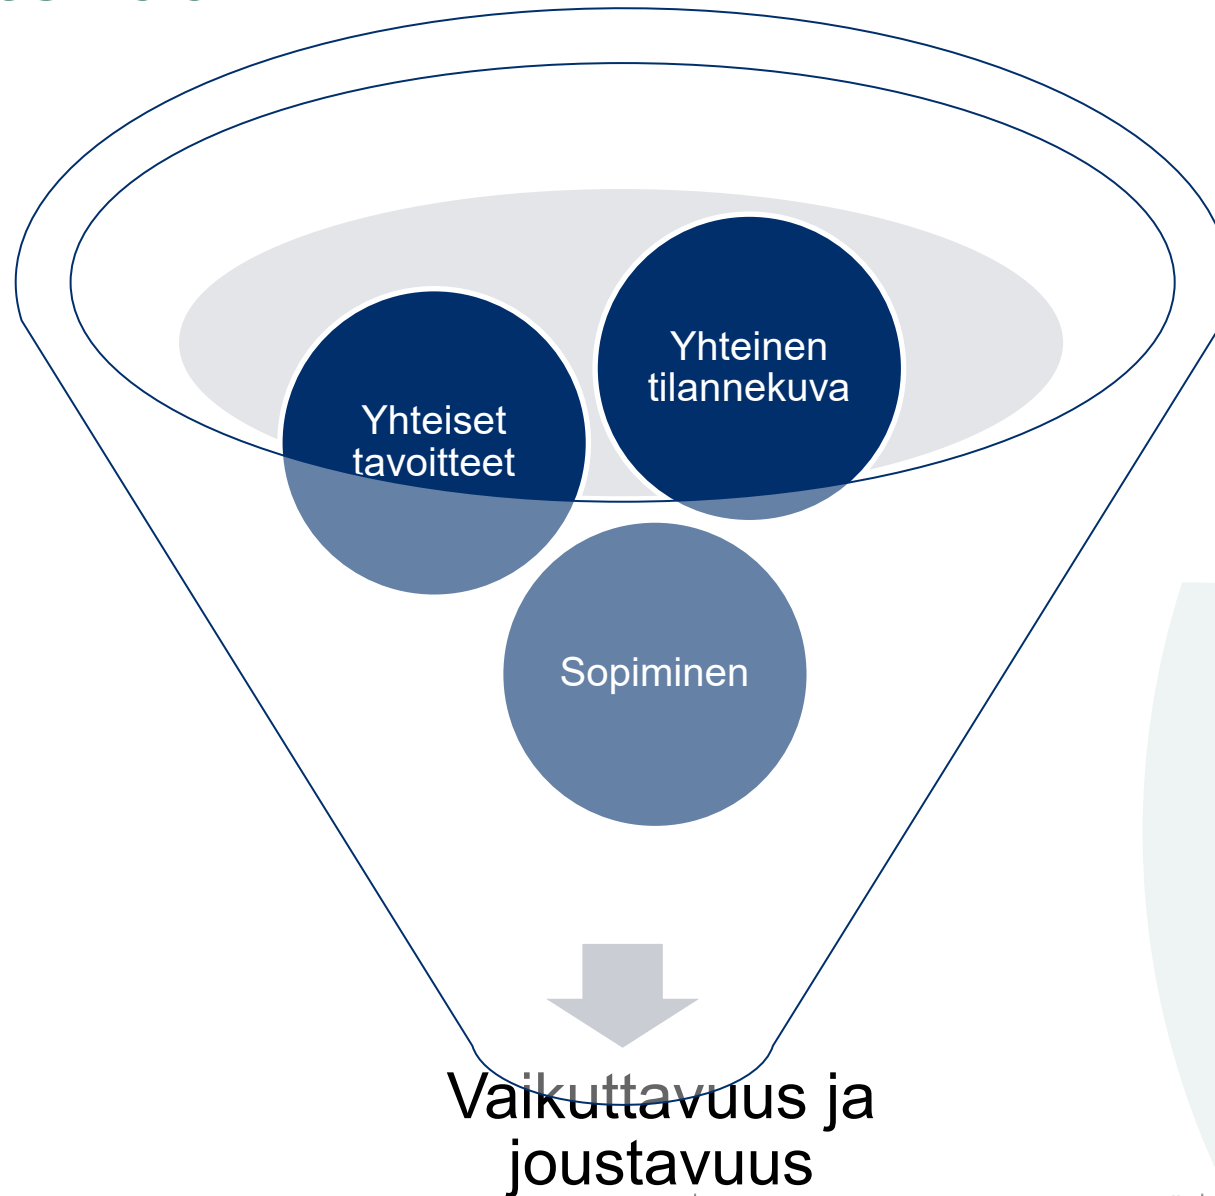 Yhteinen
tilannekuva
Yhteiset
tavoitteet
Sopiminen
Vaikuttavuus ja
joustavuus